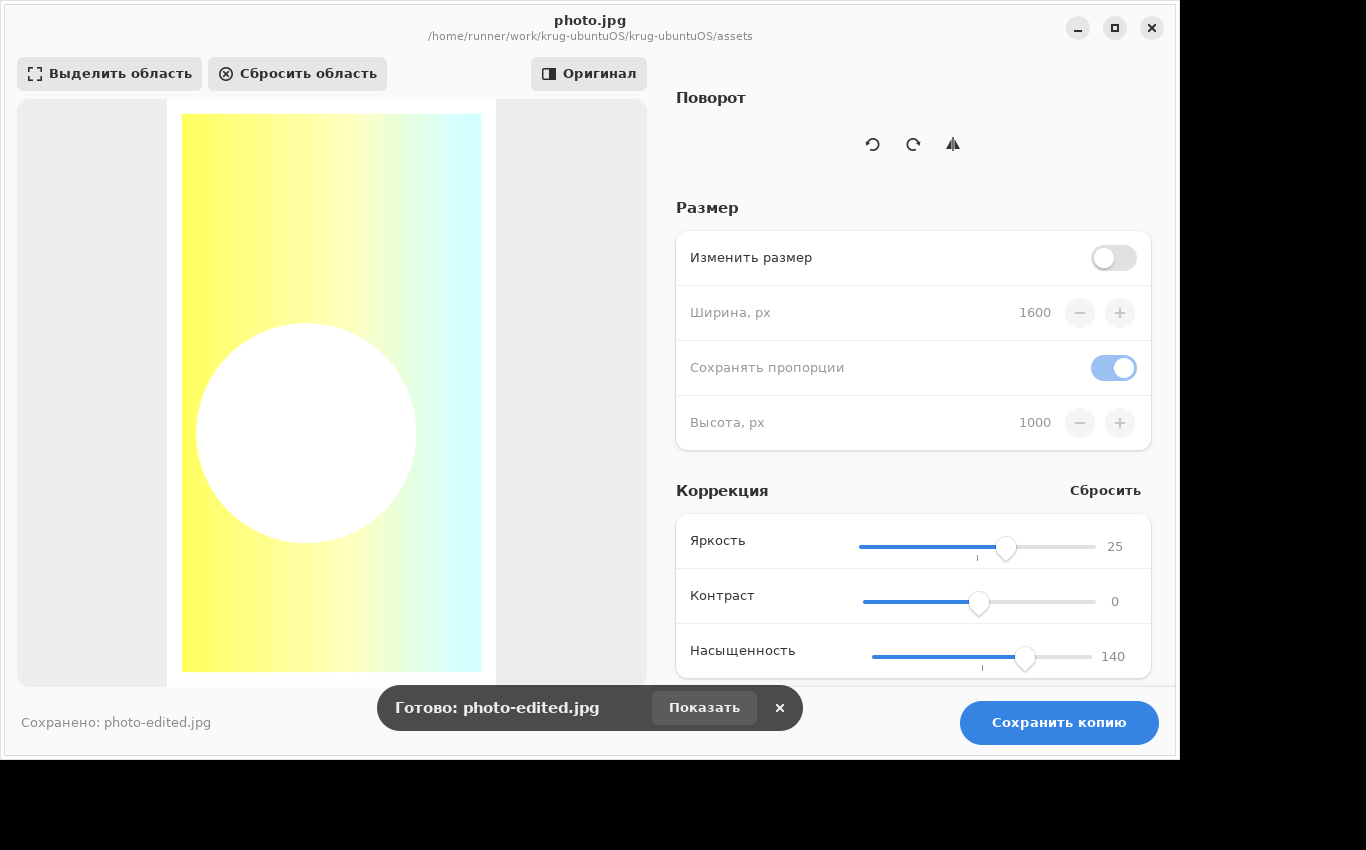 photo.jpg
/home/runner/work/krug-ubuntuOS/krug-ubuntuOS/assets
Выделить область
Сбросить область
Оригинал
Поворот
Размер
Изменить размер
Ширина, px 1600
Сохранять пропорции
Высота, px 1000
Коррекция Сбросить
Яркость 25
Контраст 0
Насыщенность 140
Готово: photo-edited.jpg Показать
Сохранено: photo-edited.jpg
Сохранить копию